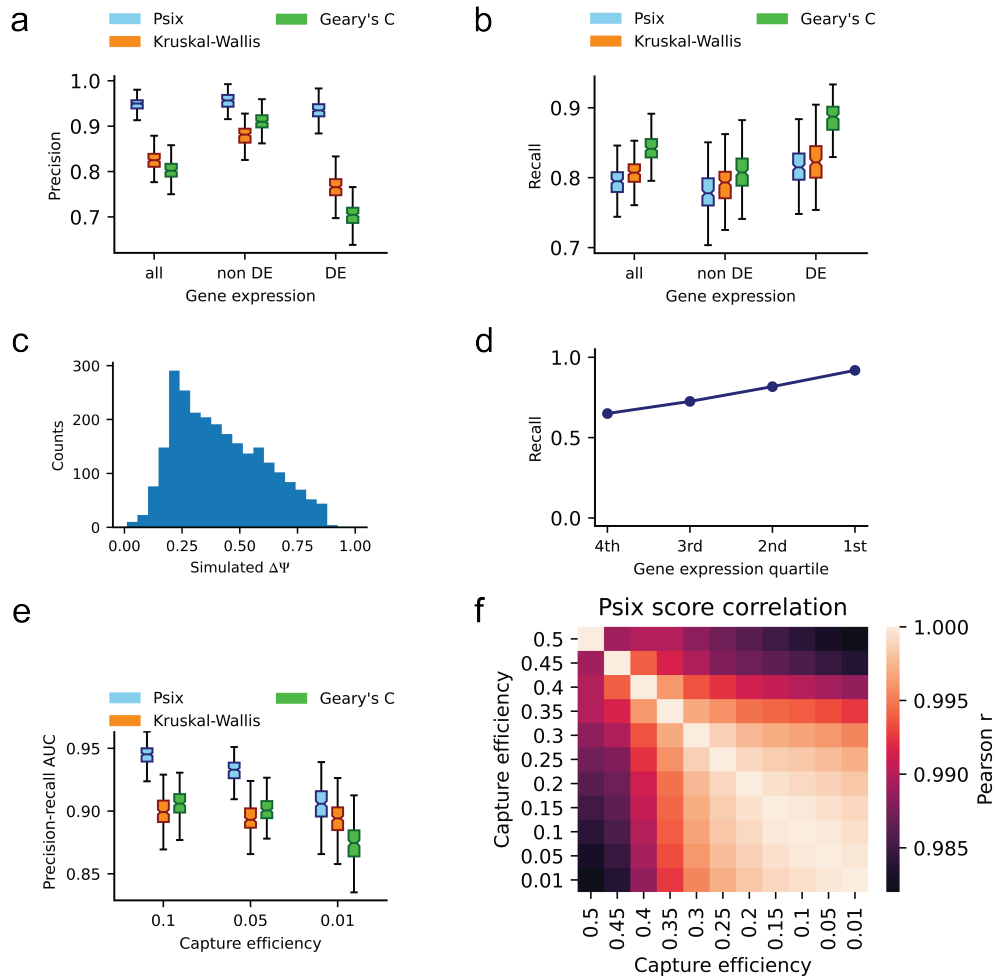 a
Psix
Geary's C
Kruskal-Wallis
1.0
0.9
0.8
0.7
Precision
all
non DE
DE
Gene expression
b
Psix
Geary's C
Kruskal-Wallis
0.9
0.8
0.7
Recall
all
non DE
DE
Gene expression
c
300
200
100
0
Counts
0.00
0.25
0.50
0.75
1.00
Simulated ΔΨ
d
1.0
0.5
0.0
Recall
4th
3rd
2nd
1st
Gene expression quartile
e
Psix
Geary's C
Kruskal-Wallis
0.95
0.90
0.85
Precision-recall AUC
0.1
0.05
0.01
Capture efficiency
f
Psix score correlation
0.5
0.45
0.4
0.35
0.3
0.25
0.2
0.15
0.1
0.05
0.01
Capture efficiency
0.5
0.45
0.4
0.35
0.3
0.25
0.2
0.15
0.1
0.05
0.01
Capture efficiency
1.000
0.995
0.990
0.985
Pearson r